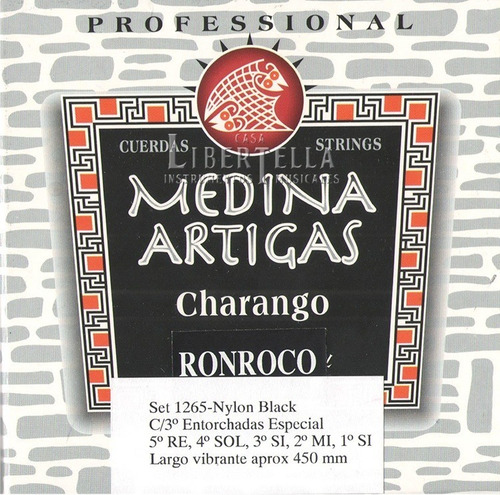 PROFESSIONAL
CASA
CUERDAS STRINGS
LIBERTELLA
INSTRUMENTOS MUSICALES
MEDINA
ARTIGAS
Charango
RONROCO
Set 1265-Nylon Black
C/3º Entorchadas Especial
5º RE, 4º SOL, 3º SI, 2º MI, 1º SI
Largo vibrante aprox 450 mm